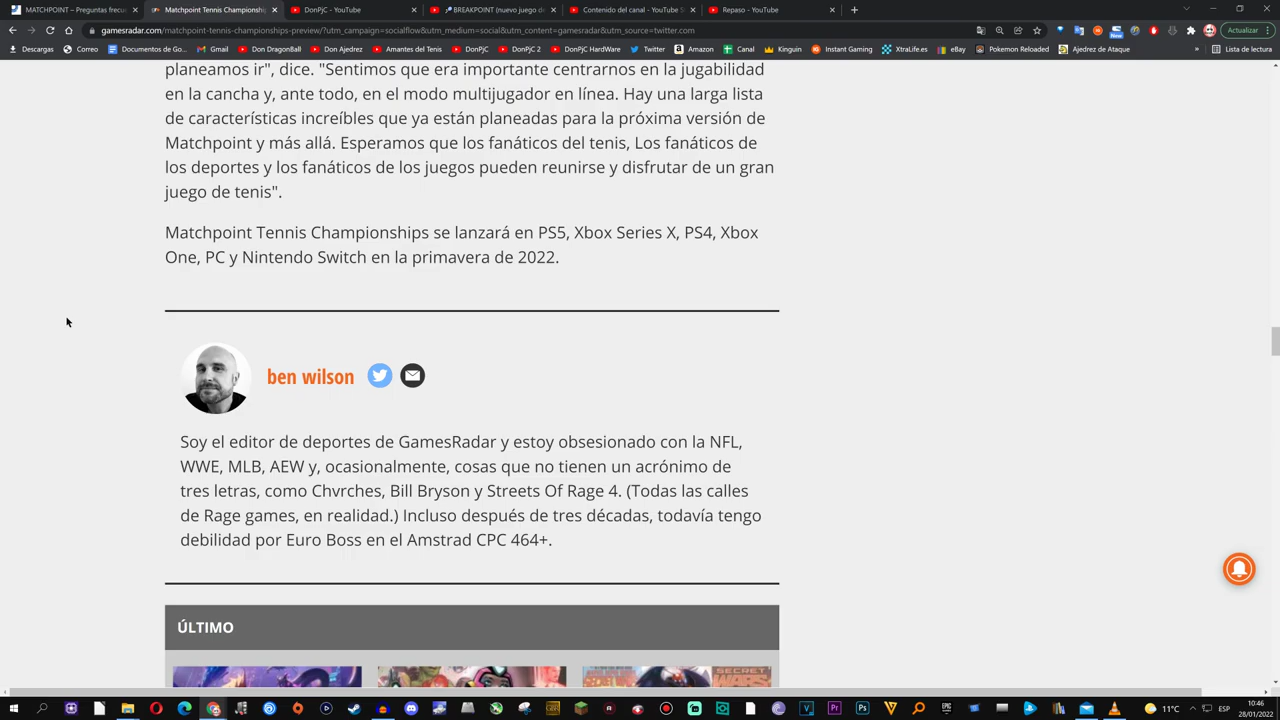 MATCHPOINT – Preguntas frecue
Matchpoint Tennis Championship
DonPjC - YouTube
BREAKPOINT (nuevo juego de
Contenido del canal - YouTube S
Repaso - YouTube
gamesradar.com/matchpoint-tennis-championships-preview/?utm_campaign=socialflow&utm_medium=social&utm_content=gamesradar&utm_source=twitter.com
Actualizar
Descargas
Correo
Documentos de Go...
Gmail
Don DragonBall
Don Ajedrez
Amantes del Tenis
DonPjC
DonPjC 2
DonPjC HardWare
Twitter
Amazon
Canal
Kinguin
Instant Gaming
XtraLife.es
eBay
Pokemon Reloaded
Ajedrez de Ataque
»
Lista de lectura
planeamos ir", dice. "Sentimos que era importante centrarnos en la jugabilidad
en la cancha y, ante todo, en el modo multijugador en línea. Hay una larga lista
de características increíbles que ya están planeadas para la próxima versión de
Matchpoint y más allá. Esperamos que los fanáticos del tenis, Los fanáticos de
los deportes y los fanáticos de los juegos pueden reunirse y disfrutar de un gran
juego de tenis".
Matchpoint Tennis Championships se lanzará en PS5, Xbox Series X, PS4, Xbox
One, PC y Nintendo Switch en la primavera de 2022.
ben wilson
Soy el editor de deportes de GamesRadar y estoy obsesionado con la NFL,
WWE, MLB, AEW y, ocasionalmente, cosas que no tienen un acrónimo de
tres letras, como Chvrches, Bill Bryson y Streets Of Rage 4. (Todas las calles
de Rage games, en realidad.) Incluso después de tres décadas, todavía tengo
debilidad por Euro Boss en el Amstrad CPC 464+.
ÚLTIMO
SECRET
11°C
ESP
10:46
28/01/2022